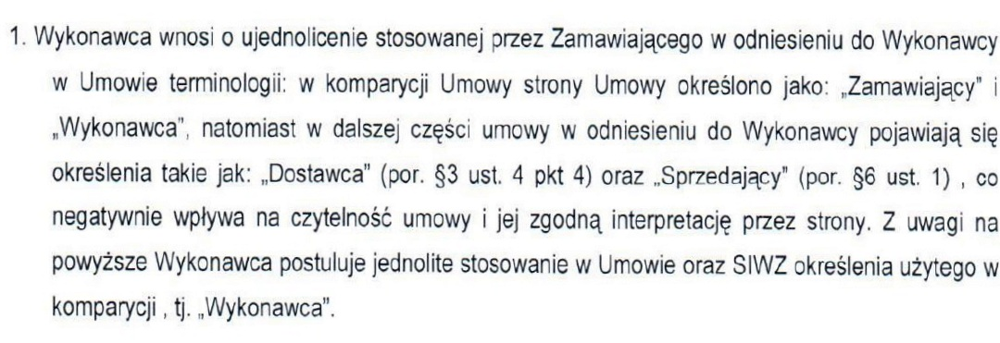 1. Wykonawca wnosi o ujednolicenie stosowanej przez Zamawiającego w odniesieniu do Wykonawcy
w Umowie terminologii: w komparycji Umowy strony Umowy określono jako: „Zamawiający” i
„Wykonawca”, natomiast w dalszej części umowy w odniesieniu do Wykonawcy pojawiają się
określenia takie jak: „Dostawca” (por. §3 ust. 4 pkt 4) oraz „Sprzedający” (por. §6 ust. 1) , co
negatywnie wpływa na czytelność umowy i jej zgodną interpretację przez strony. Z uwagi na
powyższe Wykonawca postuluje jednolite stosowanie w Umowie oraz SIWZ określenia użytego w
komparycji , tj. „Wykonawca”.